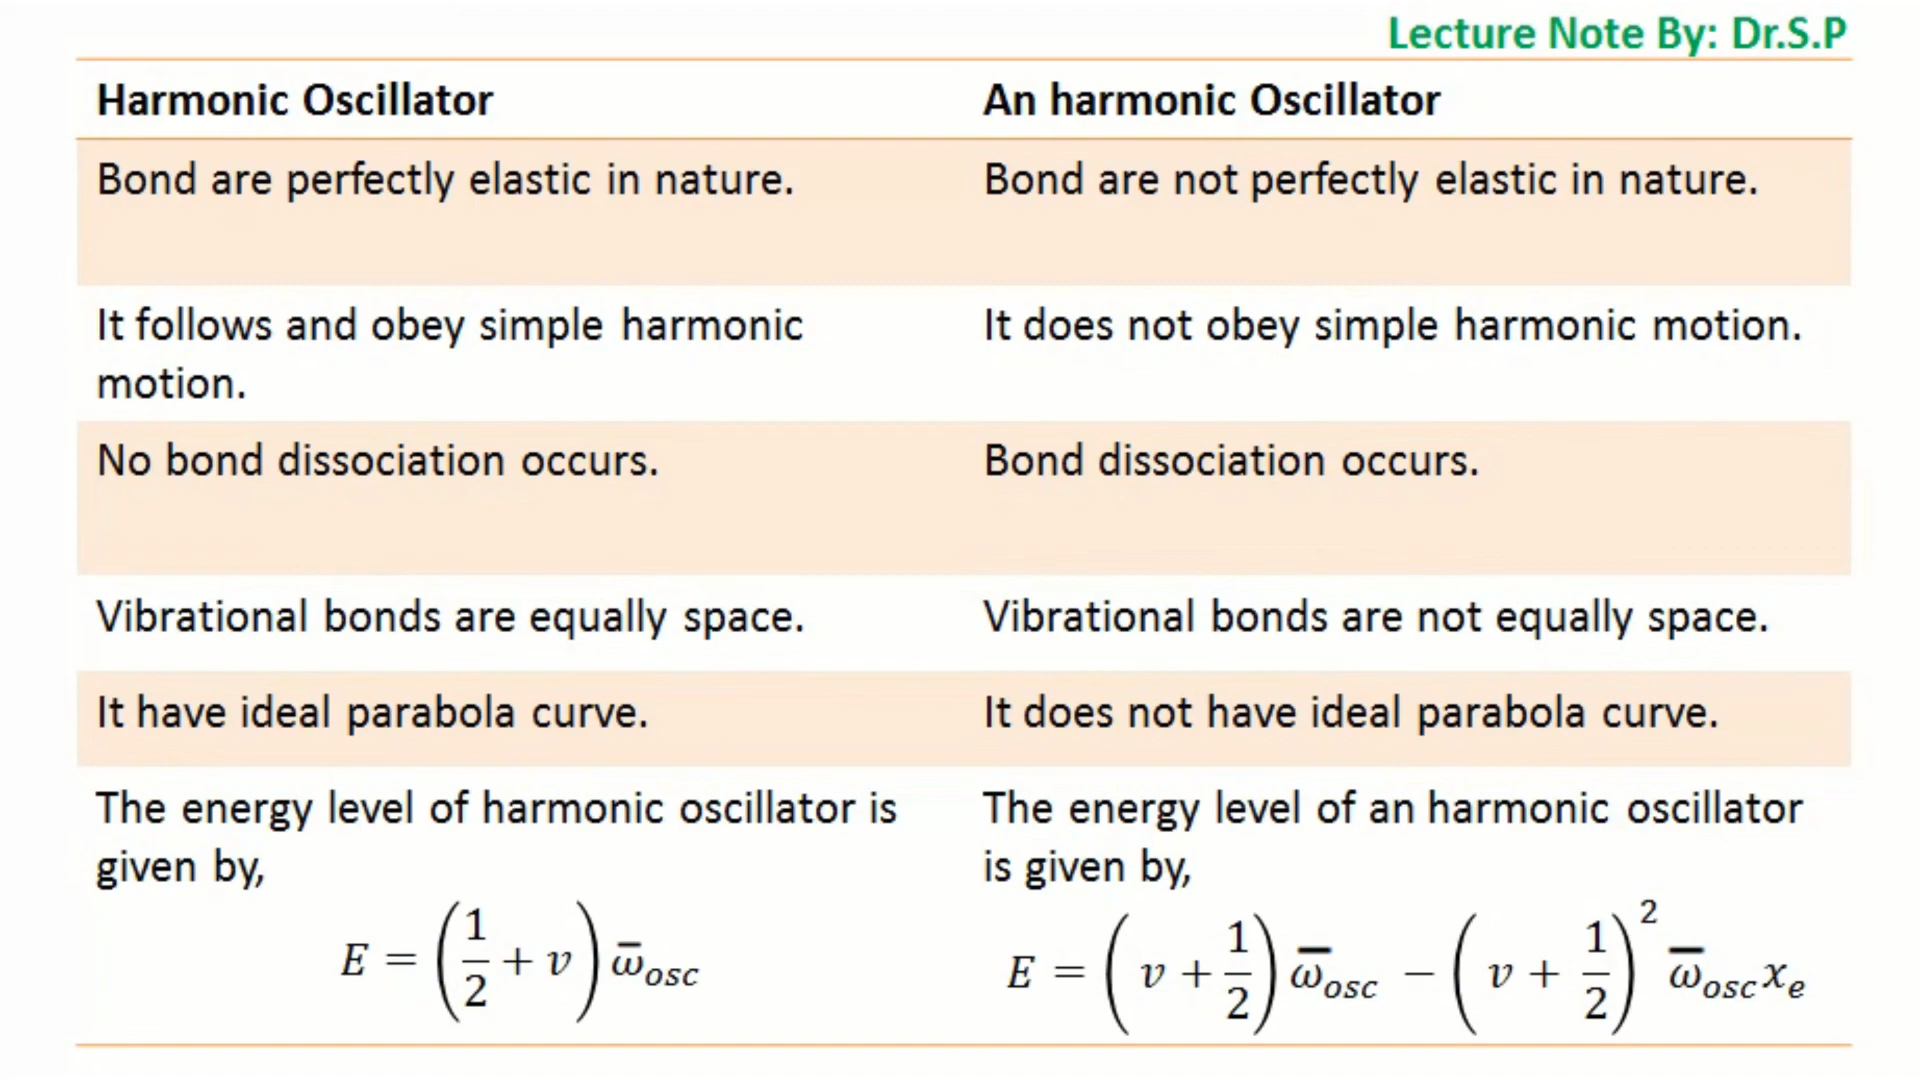 Lecture Note By: Dr.S.P
Harmonic Oscillator
An harmonic Oscillator
Bond are perfectly elastic in nature.
Bond are not perfectly elastic in nature.
It follows and obey simple harmonic
motion.
It does not obey simple harmonic motion.
No bond dissociation occurs.
Bond dissociation occurs.
Vibrational bonds are equally space.
Vibrational bonds are not equally space.
It have ideal parabola curve.
It does not have ideal parabola curve.
The energy level of harmonic oscillator is
given by,
E = (1/2 + v) ω̄_osc
The energy level of an harmonic oscillator
is given by,
E = (v + 1/2) ω̄_osc − (v + 1/2)² ω̄_osc x_e